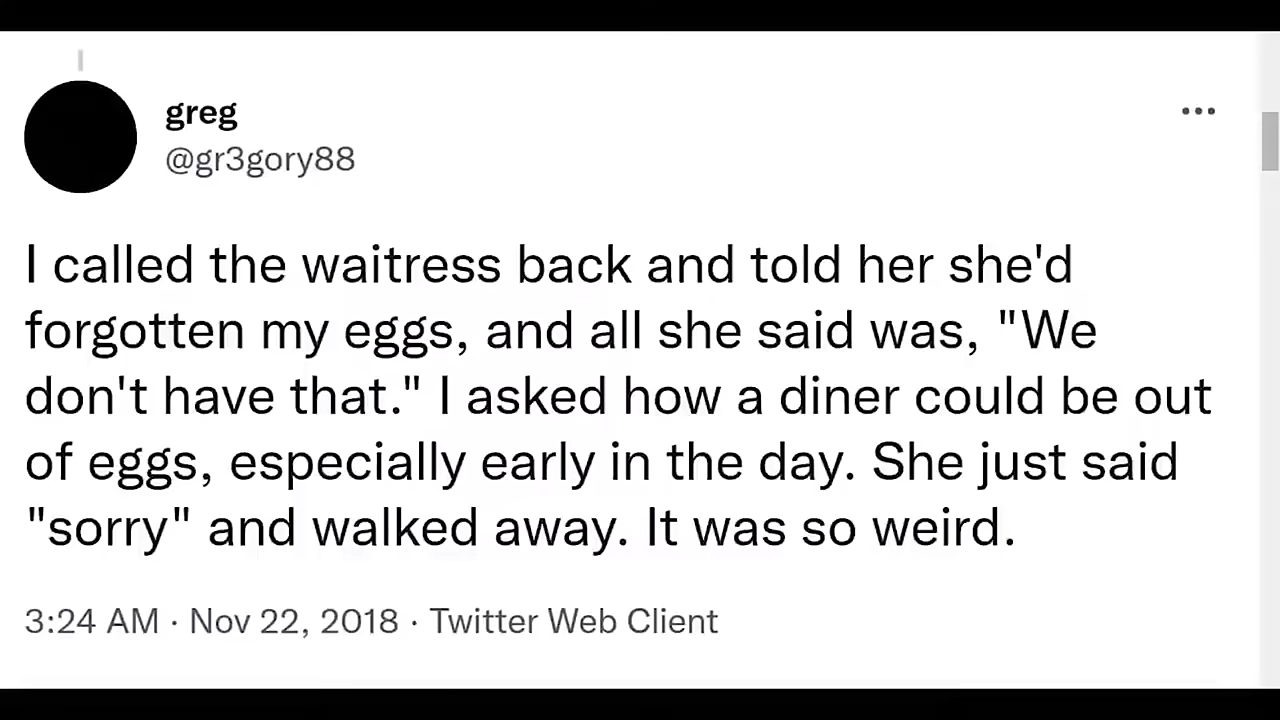 greg
@gr3gory88
I called the waitress back and told her she'd
forgotten my eggs, and all she said was, "We
don't have that." I asked how a diner could be out
of eggs, especially early in the day. She just said
"sorry" and walked away. It was so weird.
3:24 AM · Nov 22, 2018 · Twitter Web Client